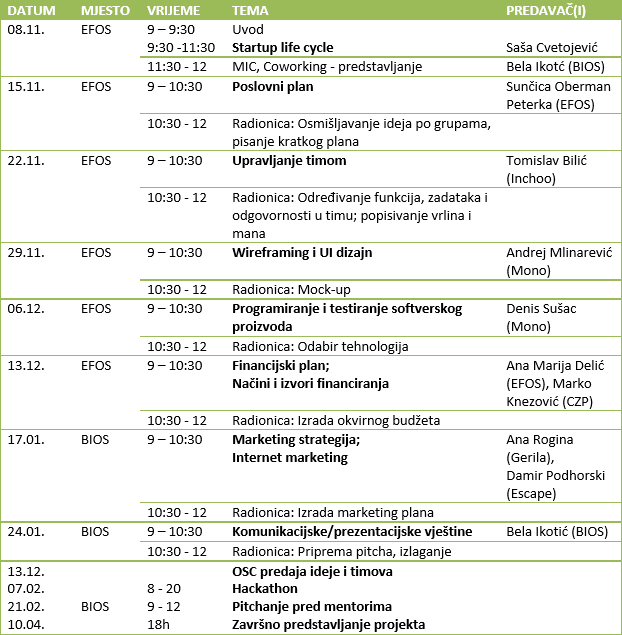 DATUM MJESTO VRIJEME TEMA PREDAVAČ(I)
08.11. EFOS 9 – 9:30 Uvod
9:30 -11:30 Startup life cycle Saša Cvetojević
11:30 - 12 MIC, Coworking - predstavljanje Bela Ikotć (BIOS)
15.11. EFOS 9 – 10:30 Poslovni plan Sunčica Oberman
Peterka (EFOS)
10:30 - 12 Radionica: Osmišljavanje ideja po grupama,
pisanje kratkog plana
22.11. EFOS 9 – 10:30 Upravljanje timom Tomislav Bilić
(Inchoo)
10:30 - 12 Radionica: Određivanje funkcija, zadataka i
odgovornosti u timu; popisivanje vrlina i
mana
29.11. EFOS 9 – 10:30 Wireframing i UI dizajn Andrej Mlinarević
(Mono)
10:30 - 12 Radionica: Mock-up
06.12. EFOS 9 – 10:30 Programiranje i testiranje softverskog Denis Sušac
proizvoda (Mono)
10:30 - 12 Radionica: Odabir tehnologija
13.12. EFOS 9 – 10:30 Financijski plan; Ana Marija Delić
Načini i izvori financiranja (EFOS), Marko
Knezović (CZP)
10:30 - 12 Radionica: Izrada okvirnog budžeta
17.01. BIOS 9 – 10:30 Marketing strategija; Ana Rogina
Internet marketing (Gerila),
Damir Podhorski
(Escape)
10:30 - 12 Radionica: Izrada marketing plana
24.01. BIOS 9 – 10:30 Komunikacijske/prezentacijske vještine Bela Ikotić (BIOS)
10:30 - 12 Radionica: Priprema pitcha, izlaganje
13.12. OSC predaja ideje i timova
07.02. 8 - 20 Hackathon
21.02. BIOS 9 - 12 Pitchanje pred mentorima
10.04. 18h Završno predstavljanje projekta